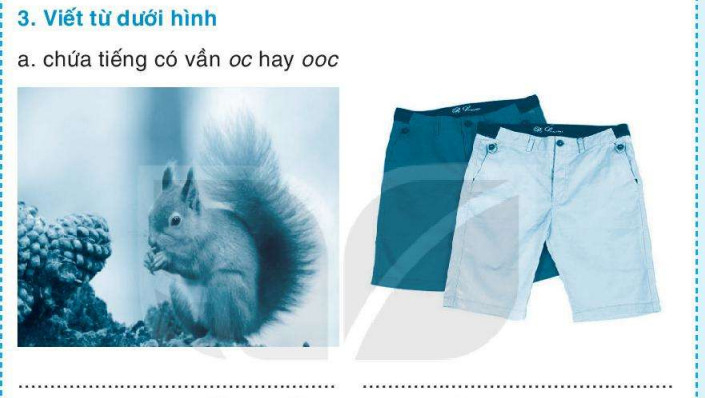 3. Viết từ dưới hình
a. chứa tiếng có vần oc hay ooc